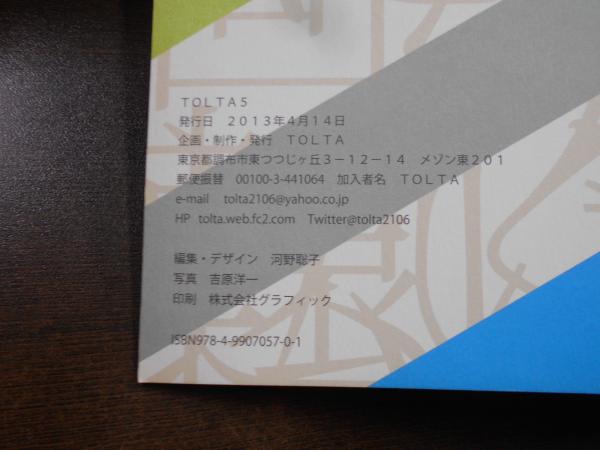 ＴＯＬＴＡ５
発行日　２０１３年４月１４日
企画・制作・発行　ＴＯＬＴＡ
東京都調布市東つつじヶ丘３－１２－１４　メゾン東２０１
郵便振替　00100-3-441064　加入者名　ＴＯＬＴＡ
e-mail　tolta2106@yahoo.co.jp
HP　tolta.web.fc2.com　Twitter@tolta2106
編集・デザイン　河野聡子
写真　吉原洋一
印刷　株式会社グラフィック
ISBN978-4-9907057-0-1